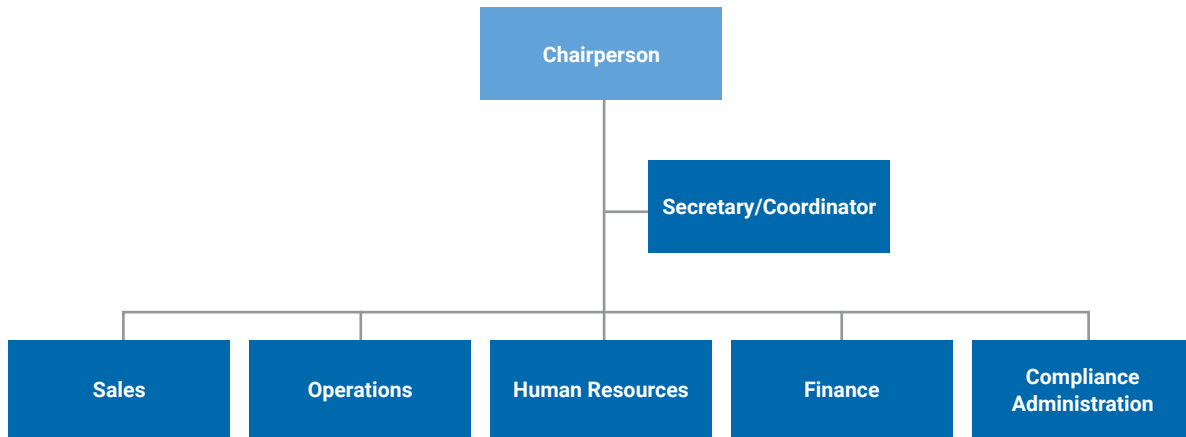 Chairperson
Secretary/Coordinator
Sales
Operations
Human Resources
Finance
Compliance
Administration